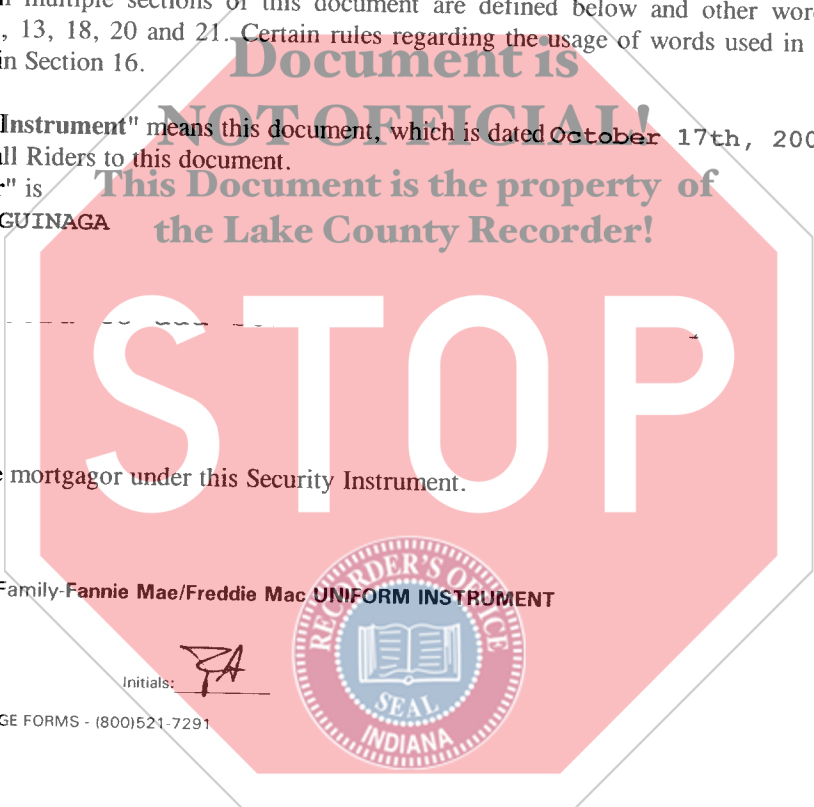 multiple sections of this document are defined below and other wor
, 13, 18, 20 and 21. Certain rules regarding the usage of words used in
in Section 16.
Document is
NOT OFFICIAL!
This Document is the property of
the Lake County Recorder!
Instrument" means this document, which is dated October 17th, 200
all Riders to this document.
r" is
GUINAGA
STOP
e mortgagor under this Security Instrument.
Family-Fannie Mae/Freddie Mac UNIFORM INSTRUMENT
RECORDER'S OFFICE
SEAL
INDIANA
Initials:
GE FORMS - (800)521-7291